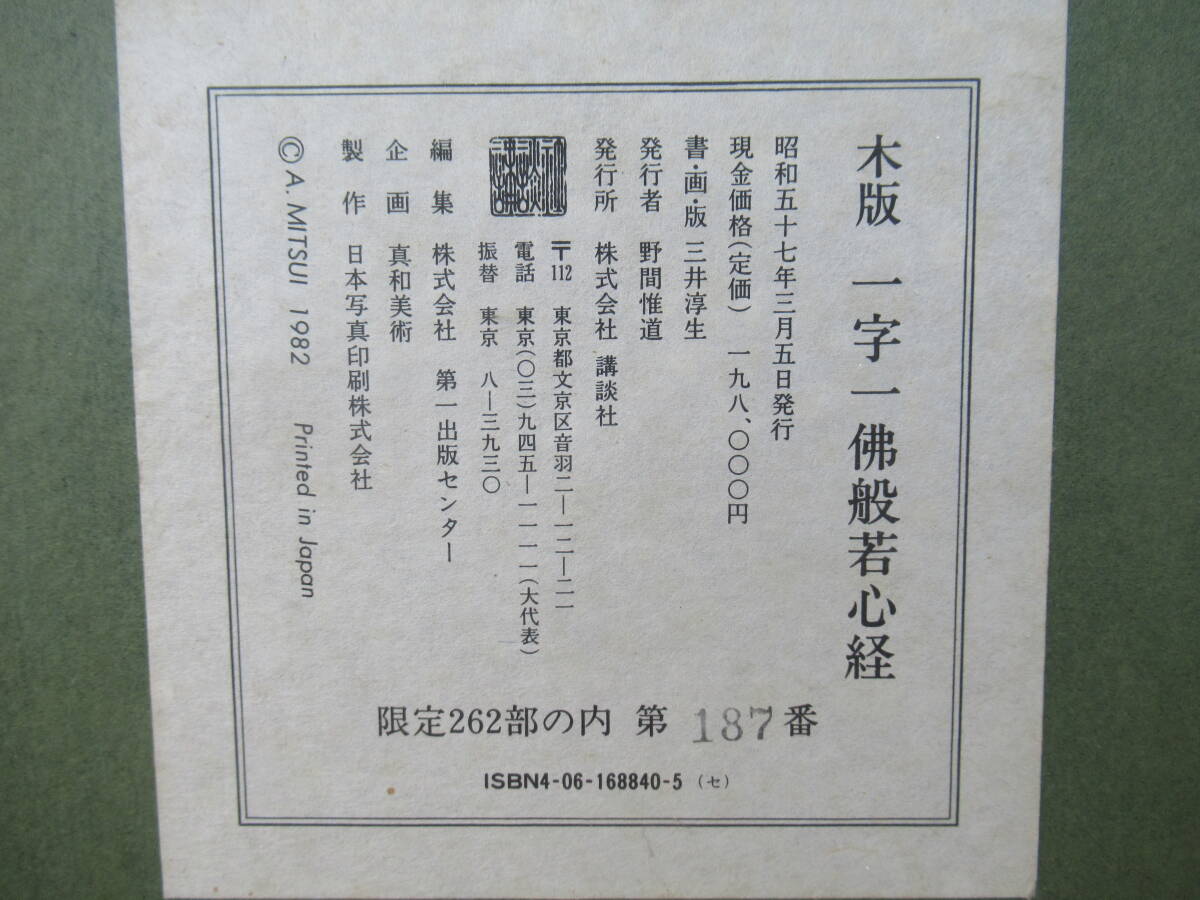 木版 一字一佛般若心経
昭和五十七年三月五日発行
現金価格(定価) 一九八、〇〇〇円
書・画・版 三井淳生
発行者 野間惟道
発行所 株式会社 講談社
〒112 東京都文京区音羽二―一二―二一
電話 東京(〇三)九四五―一一一一(大代表)
振替 東京 八―三九三〇
編集 株式会社 第一出版センター
企画 真和美術
製作 日本写真印刷株式会社
© A. MITSUI 1982 Printed in Japan
限定262部の内 第 187 番
ISBN4-06-168840-5 (セ)